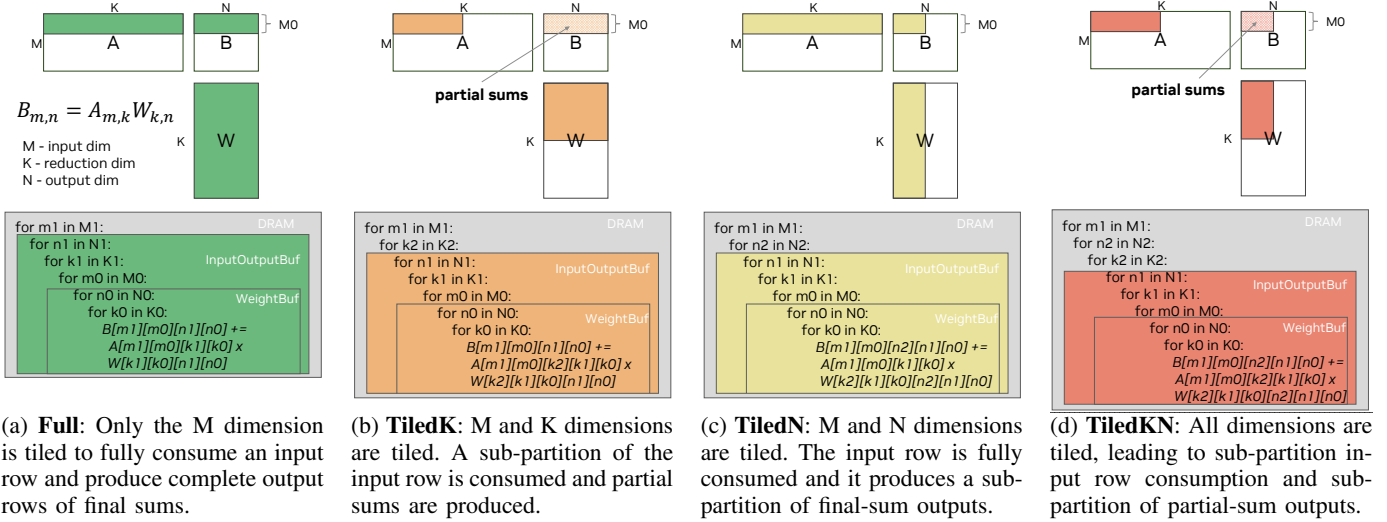 K
N
M
A
B
M0
B_{m,n} = A_{m,k}W_{k,n}
K
W
M - input dim
K - reduction dim
N - output dim
for m1 in M1:
DRAM
for n1 in N1:
for k1 in K1:
InputOutputBuf
for m0 in M0:
for n0 in N0:
WeightBuf
for k0 in K0:
B[m1][m0][n1][n0] +=
A[m1][m0][k1][k0] x
W[k1][k0][n1][n0]
(a) Full: Only the M dimension
is tiled to fully consume an input
row and produce complete output
rows of final sums.
K
N
M
A
B
M0
partial sums
K
W
for m1 in M1:
DRAM
for k2 in K2:
for n1 in N1:
InputOutputBuf
for k1 in K1:
for m0 in M0:
for n0 in N0:
WeightBuf
for k0 in K0:
B[m1][m0][n1][n0] +=
A[m1][m0][k2][k1][k0] x
W[k2][k1][k0][n1][n0]
(b) TiledK: M and K dimensions
are tiled. A sub-partition of the
input row is consumed and partial
sums are produced.
K
N
M
A
B
M0
K
W
for m1 in M1:
DRAM
for n2 in N2:
for n1 in N1:
InputOutputBuf
for k1 in K1:
for m0 in M0:
for n0 in N0:
WeightBuf
for k0 in K0:
B[m1][m0][n2][n1][n0] +=
A[m1][m0][k1][k0] x
W[k2][k1][k0][n2][n1][n0]
(c) TiledN: M and N dimensions
are tiled. The input row is fully
consumed and it produces a sub-
partition of final-sum outputs.
K
N
M
A
B
M0
partial sums
K
W
for m1 in M1:
DRAM
for n2 in N2:
for k2 in K2:
for n1 in N1:
InputOutputBuf
for k1 in K1:
for m0 in M0:
for n0 in N0:
WeightBuf
for k0 in K0:
B[m1][m0][n2][n1][n0] +=
A[m1][m0][k2][k1][k0] x
W[k2][k1][k0][n2][n1][n0]
(d) TiledKN: All dimensions are
tiled, leading to sub-partition in-
put row consumption and sub-
partition of partial-sum outputs.